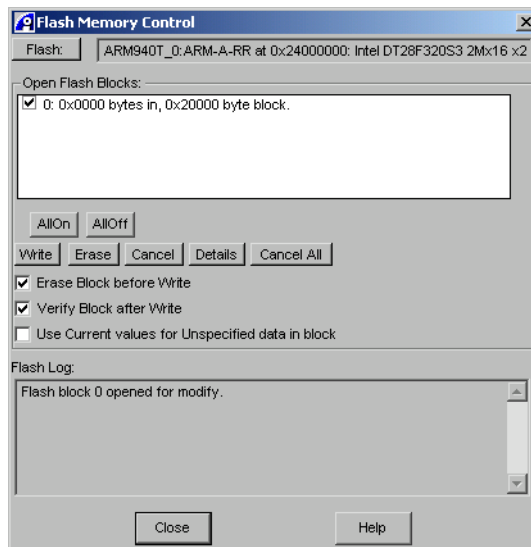 Flash Memory Control
Flash: ARM940T_0:ARM-A-RR at 0x24000000: Intel DT28F320S3 2Mx16 x2
Open Flash Blocks:
0: 0x0000 bytes in, 0x20000 byte block.
AllOn AllOff
Write Erase Cancel Details Cancel All
Erase Block before Write
Verify Block after Write
Use Current values for Unspecified data in block
Flash Log:
Flash block 0 opened for modify.
Close Help